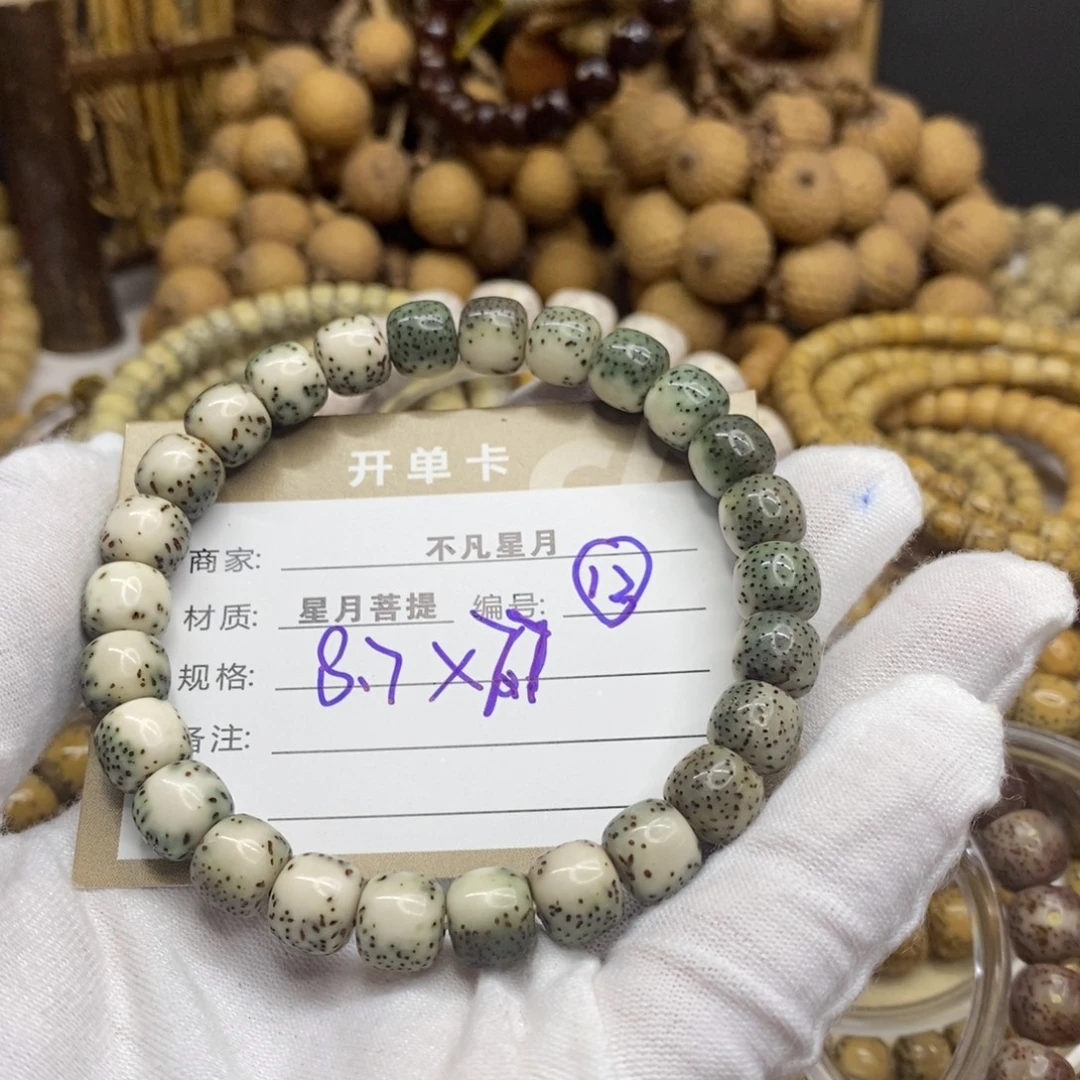 开单卡
商家: 不凡星月
材质: 星月菩提 编号: 12
规格: 8.7×
备注: